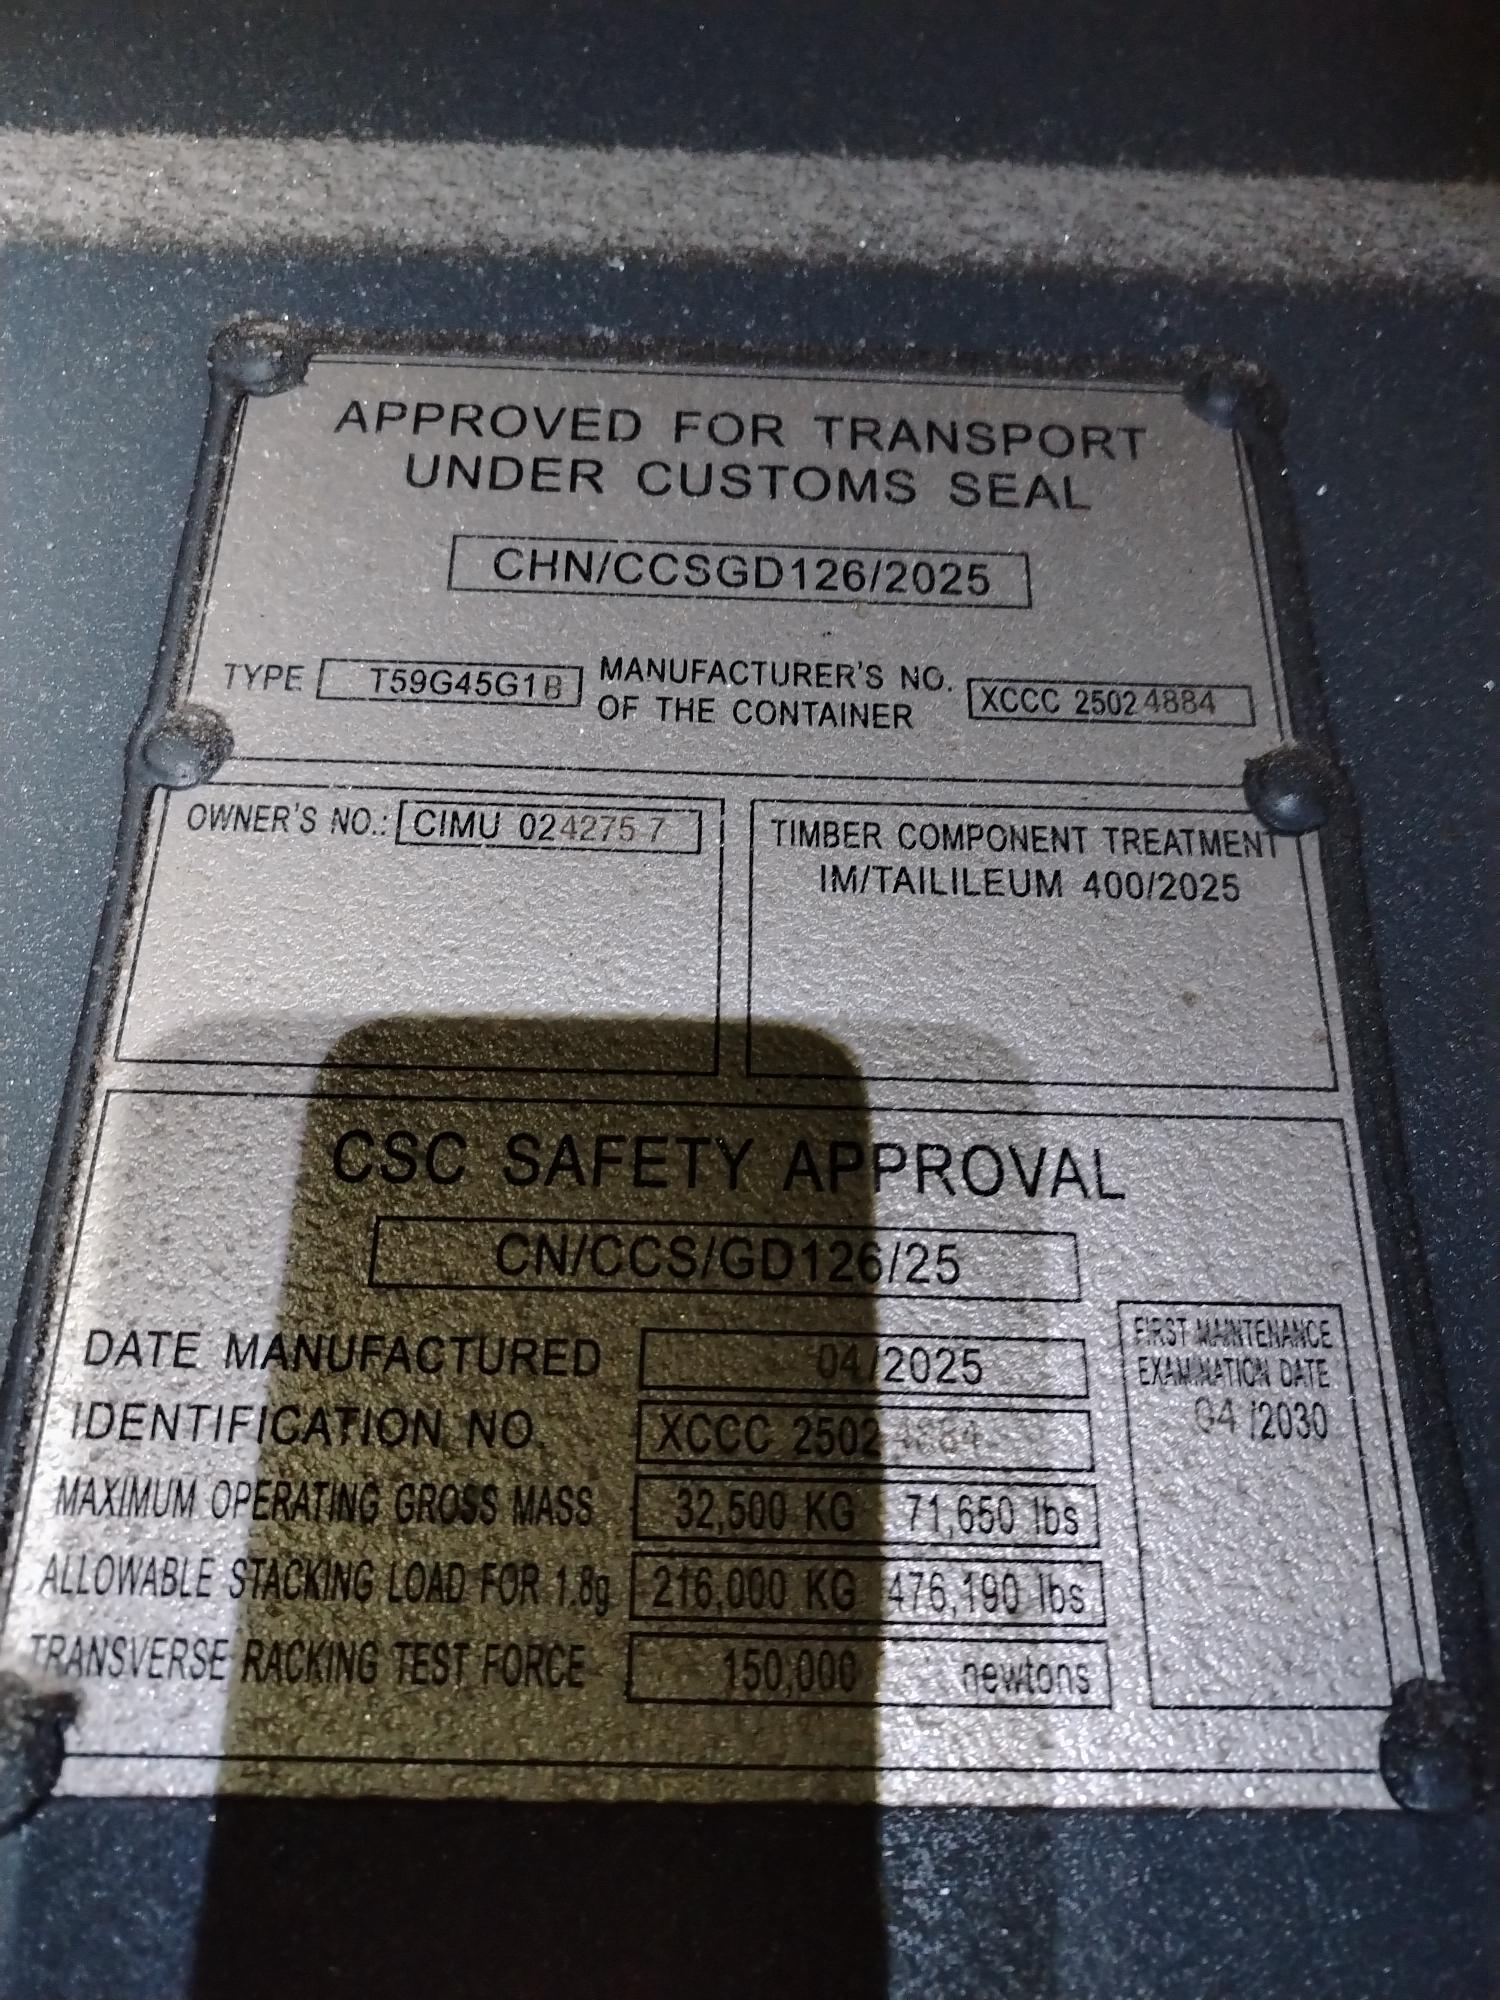 APPROVED FOR TRANSPORT
UNDER CUSTOMS SEAL
CHN/CCSGD126/2025
TYPE T59G45G1B MANUFACTURER'S NO. OF THE CONTAINER XCCC 25024884
OWNER'S NO.: CIMU 024275 7
TIMBER COMPONENT TREATMENT
IM/TAILILEUM 400/2025
CSC SAFETY APPROVAL
CN/CCS/GD126/25
DATE MANUFACTURED 04/2025
IDENTIFICATION NO. XCCC 25024884
MAXIMUM OPERATING GROSS MASS 32,500 KG 71,650 lbs
ALLOWABLE STACKING LOAD FOR 1.8g 216,000 KG 476,190 lbs
TRANSVERSE RACKING TEST FORCE 150,000 newtons
FIRST MAINTENANCE
EXAMINATION DATE
04/2030